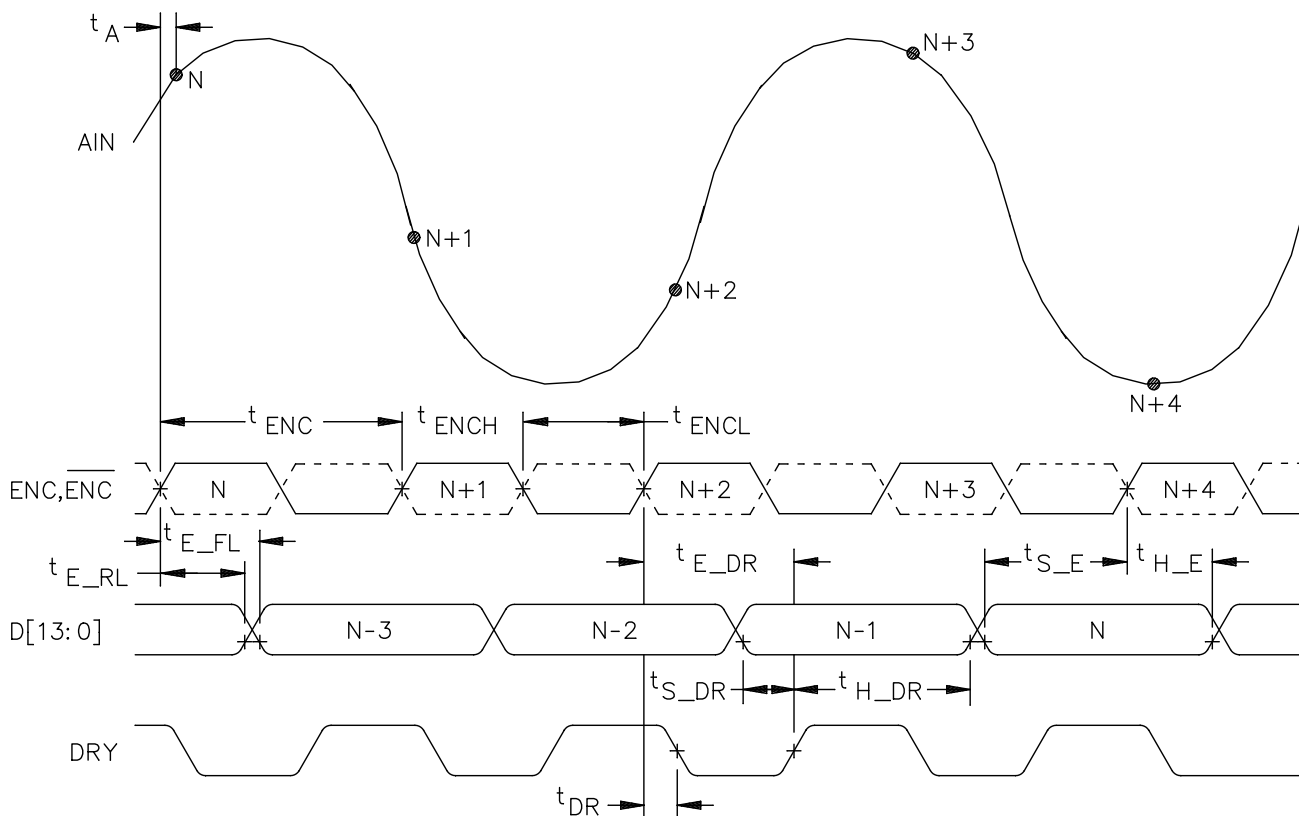 t A
N
N+3
AIN
N+1
N+2
N+4
t ENC
t ENCH
t ENCL
ENC,ENC
N
N+1
N+2
N+3
N+4
t E_FL
t E_RL
t E_DR
t S_E
t H_E
D[13:0]
N-3
N-2
N-1
N
t S_DR
t H_DR
DRY
t DR